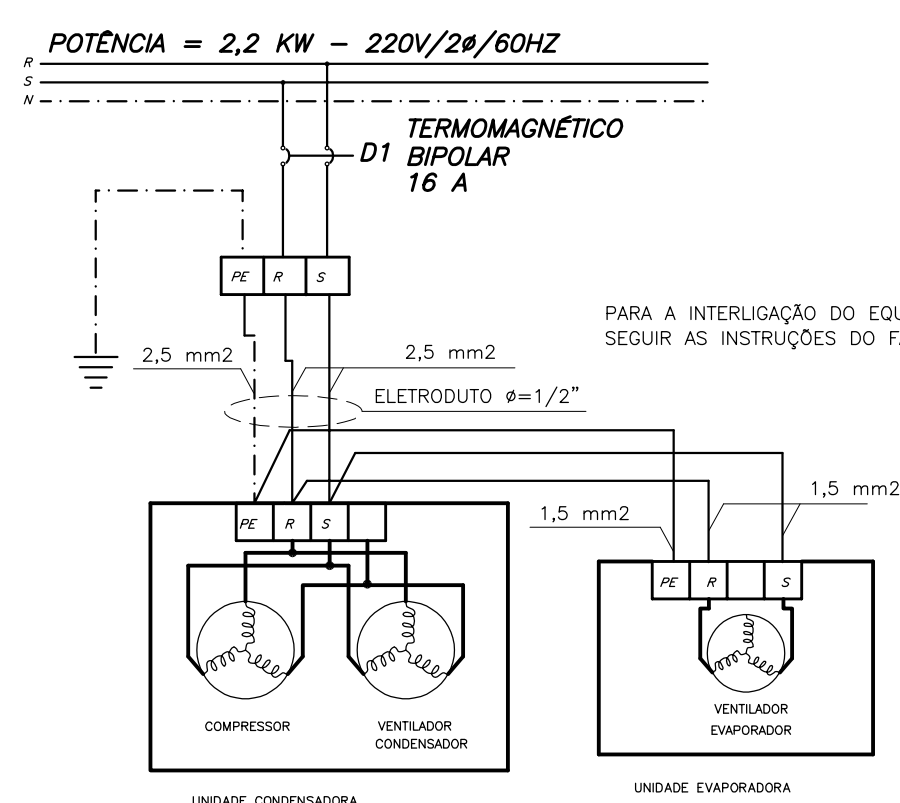 POTÊNCIA = 2,2 KW – 220V/2ø/60HZ
R
S
N
TERMOMAGNÉTICO
D1 BIPOLAR
16 A
PE R S
PARA A INTERLIGAÇÃO DO
SEGUIR AS INSTRUÇÕES DO
2,5 mm2
2,5 mm2
ELETRODUTO ø=1/2"
1,5 mm2
1,5 mm2
PE R S
PE R S
COMPRESSOR
VENTILADOR
CONDENSADOR
VENTILADOR
EVAPORADOR
UNIDADE CONDENSADORA
UNIDADE EVAPORADORA